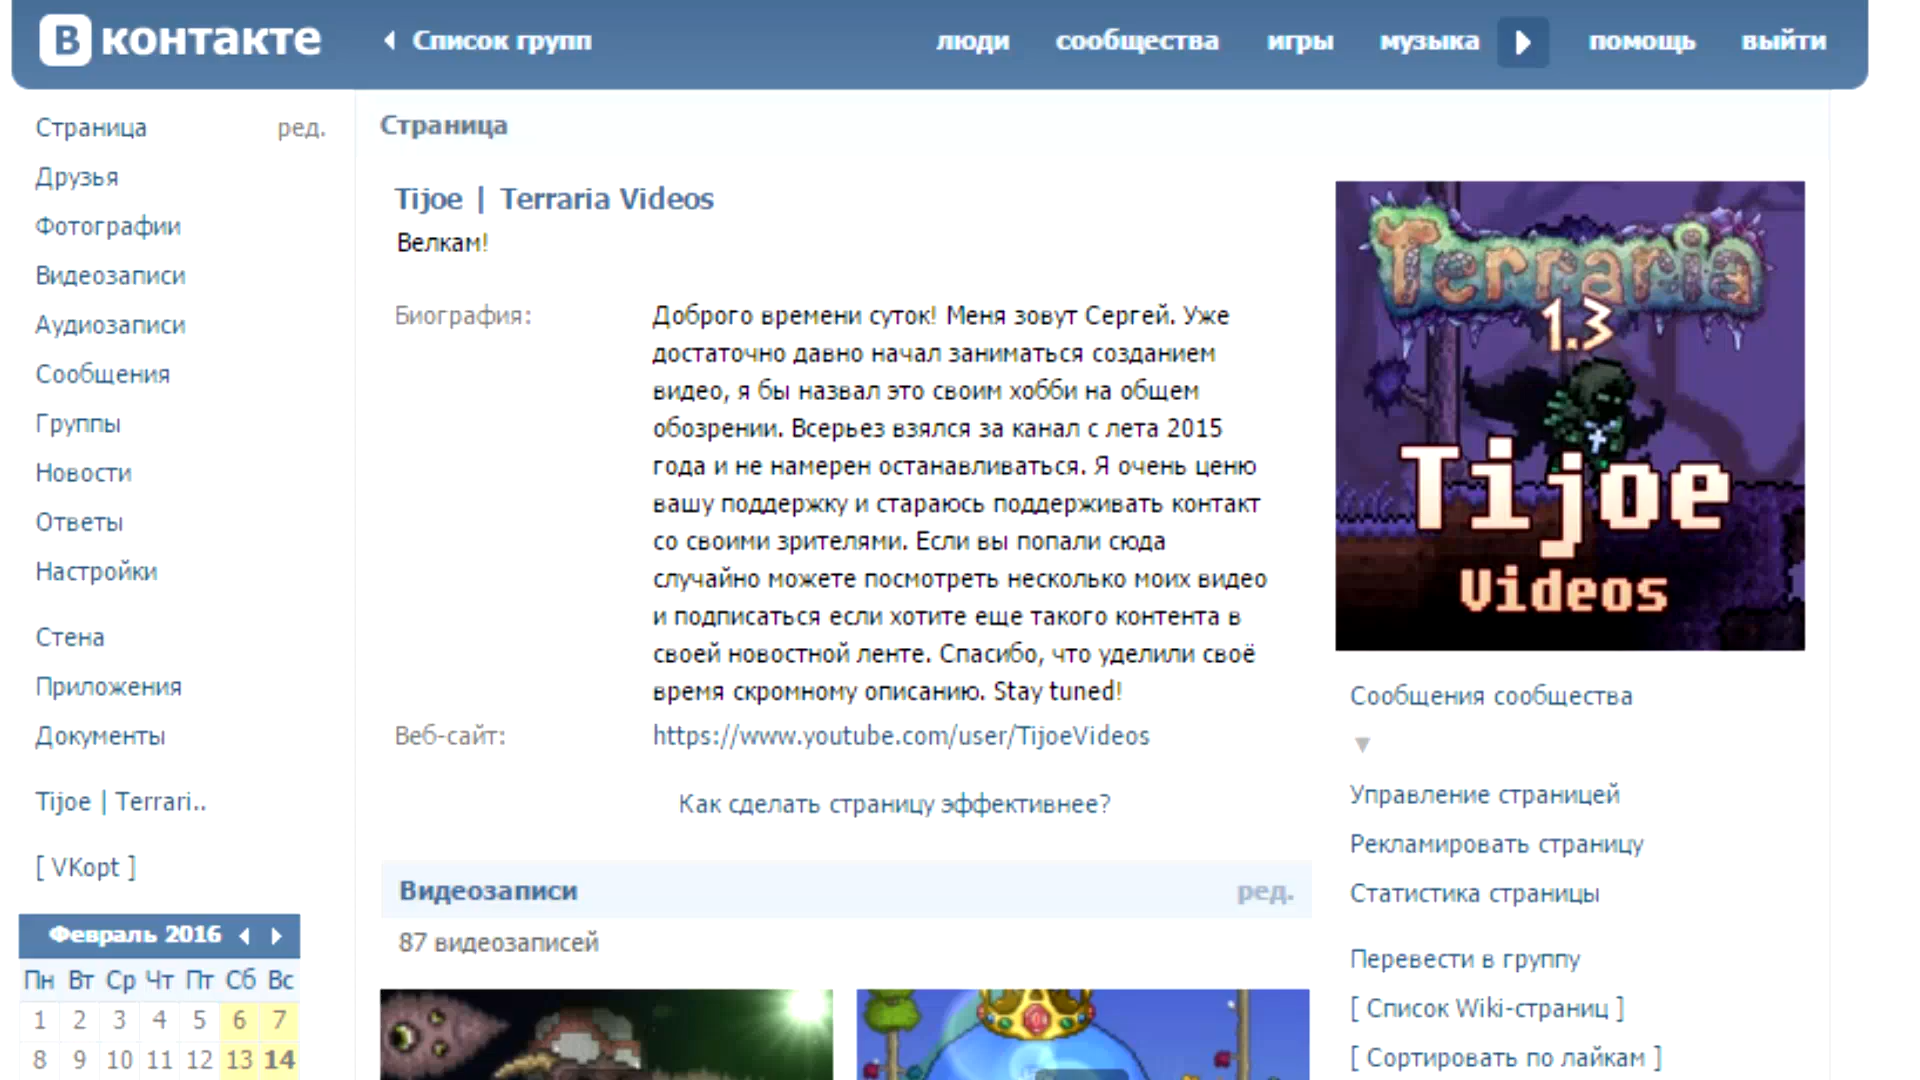 В контакте
Список групп
люди сообщества игры музыка помощь выйти
Страница ред.
Друзья
Фотографии
Видеозаписи
Аудиозаписи
Сообщения
Группы
Новости
Ответы
Настройки
Стена
Приложения
Документы
Tijoe | Terrari..
[ VKopt ]
Февраль 2016
Пн Вт Ср Чт Пт Сб Вс
1 2 3 4 5 6 7
8 9 10 11 12 13 14
Страница
Tijoe | Terraria Videos
Велкам!
Биография:
Доброго времени суток! Меня зовут Сергей. Уже
достаточно давно начал заниматься созданием
видео, я бы назвал это своим хобби на общем
обозрении. Всерьез взялся за канал с лета 2015
года и не намерен останавливаться. Я очень ценю
вашу поддержку и стараюсь поддерживать контакт
со своими зрителями. Если вы попали сюда
случайно можете посмотреть несколько моих видео
и подписаться если хотите еще такого контента в
своей новостной ленте. Спасибо, что уделили своё
время скромному описанию. Stay tuned!
Веб-сайт: https://www.youtube.com/user/TijoeVideos
Как сделать страницу эффективнее?
Видеозаписи ред.
87 видеозаписей
Terraria
1.3
Tijoe
Videos
Сообщения сообщества
Управление страницей
Рекламировать страницу
Статистика страницы
Перевести в группу
[ Список Wiki-страниц ]
[ Сортировать по лайкам ]